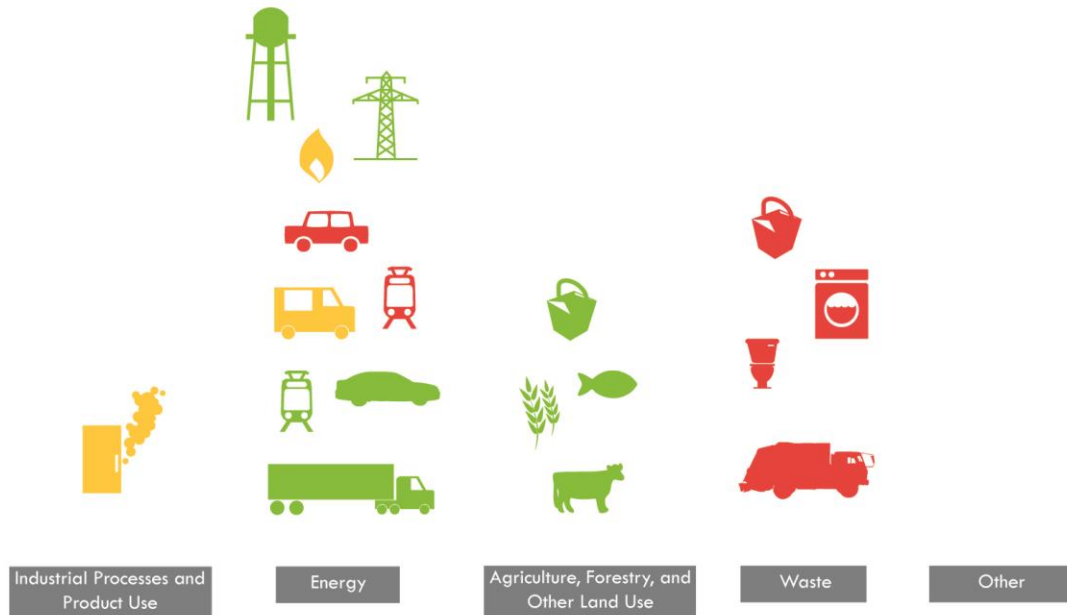 Industrial Processes and
Product Use
Energy
Agriculture, Forestry, and
Other Land Use
Waste
Other